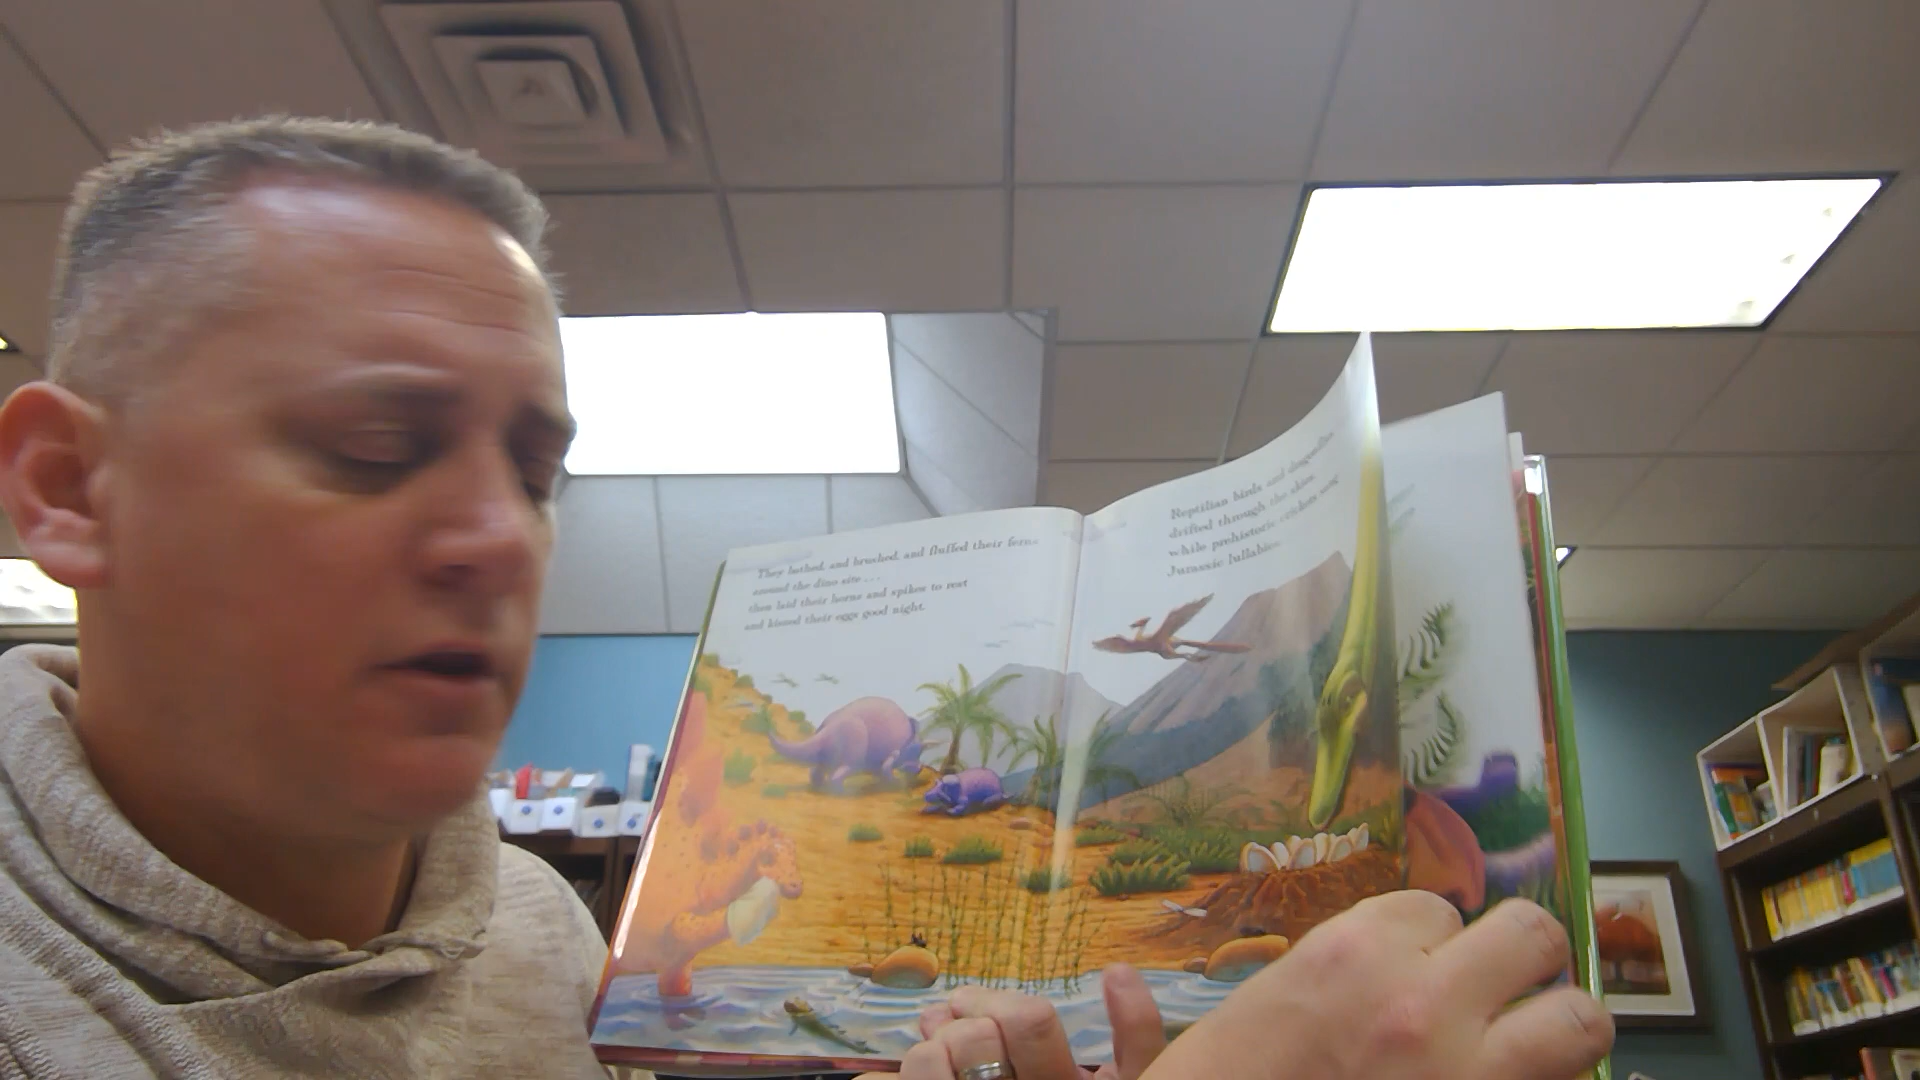 They bathed, and brushed, and fluffed their ferns
around the dino site . . .
then laid their horns and spikes to rest
and kissed their eggs good night.
Reptilian birds and dragonflies
drifted through the skies
while prehistoric crickets sang
Jurassic lullabies.